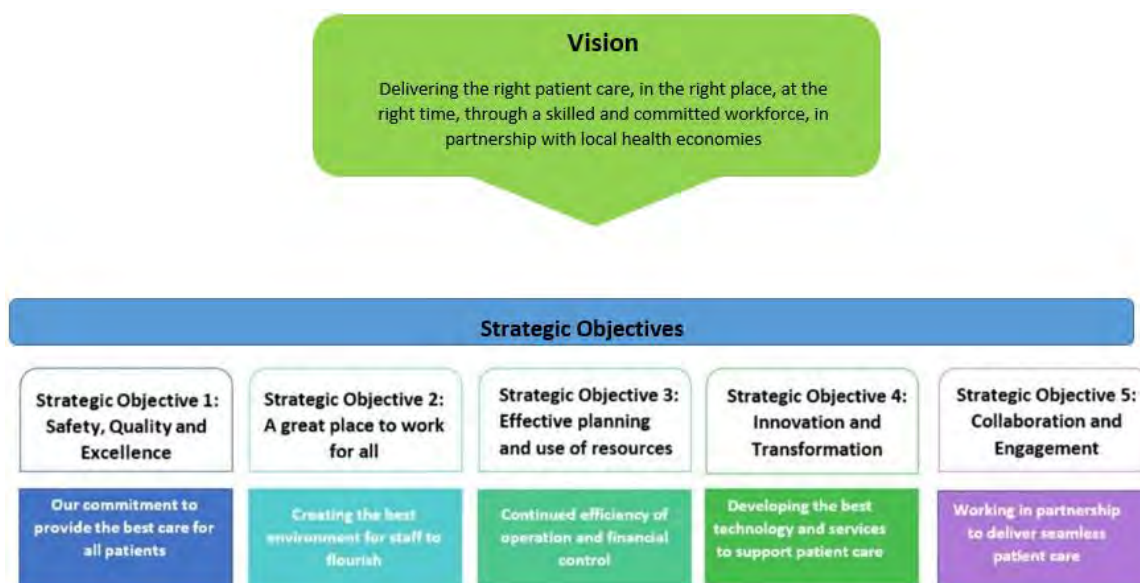 Vision
Delivering the right patient care, in the right place, at the
right time, through a skilled and committed workforce, in
partnership with local health economies
Strategic Objectives
Strategic Objective 1:
Safety, Quality and
Excellence
Our commitment to
provide the best care for
all patients
Strategic Objective 2:
A great place to work
for all
Creating the best
environment for staff to
flourish
Strategic Objective 3:
Effective planning
and use of resources
Continued efficiency of
operation and financial
control
Strategic Objective 4:
Innovation and
Transformation
Developing the best
technology and services
to support patient care
Strategic Objective 5:
Collaboration and
Engagement
Working in partnership
to deliver seamless
patient care